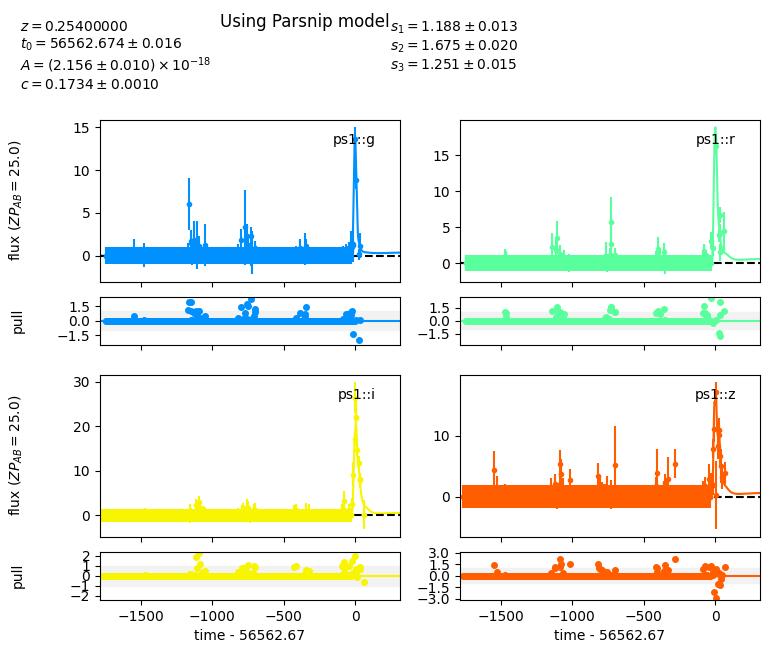 Using Parsnip model
z = 0.25400000
t₀ = 56562.674 ± 0.016
A = (2.156 ± 0.010) × 10⁻¹⁸
c = 0.1734 ± 0.0010
s₁ = 1.188 ± 0.013
s₂ = 1.675 ± 0.020
s₃ = 1.251 ± 0.015
flux (ZP_AB = 25.0)
15
10
5
0
ps1::g
15
10
5
0
ps1::r
pull
1.5
0.0
−1.5
1.5
0.0
−1.5
flux (ZP_AB = 25.0)
30
20
10
0
ps1::i
10
0
ps1::z
pull
2
1
0
−1
−2
3.0
1.5
0.0
−1.5
−3.0
−1500 −1000 −500 0
time - 56562.67
−1500 −1000 −500 0
time - 56562.67